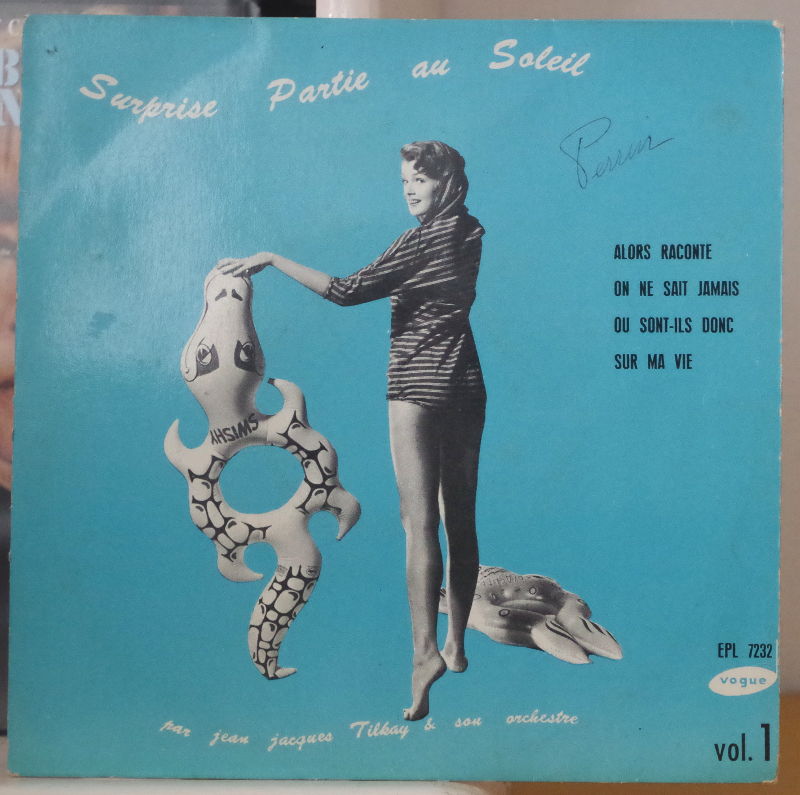 Surprise Partie au Soleil
Perrin
ALORS RACONTE
ON NE SAIT JAMAIS
OU SONT-ILS DONC
SUR MA VIE
SWISHY
EPL 7232
vogue
par jean jacques Tilkay & son orchestre
vol. 1